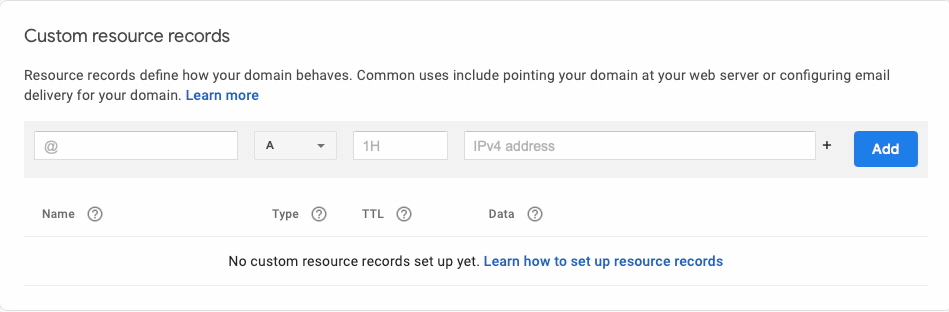 Custom resource records
Resource records define how your domain behaves. Common uses include pointing your domain at your web server or configuring email
delivery for your domain. Learn more
@ A 1H IPv4 address + Add
Name ? Type ? TTL ? Data ?
No custom resource records set up yet. Learn how to set up resource records